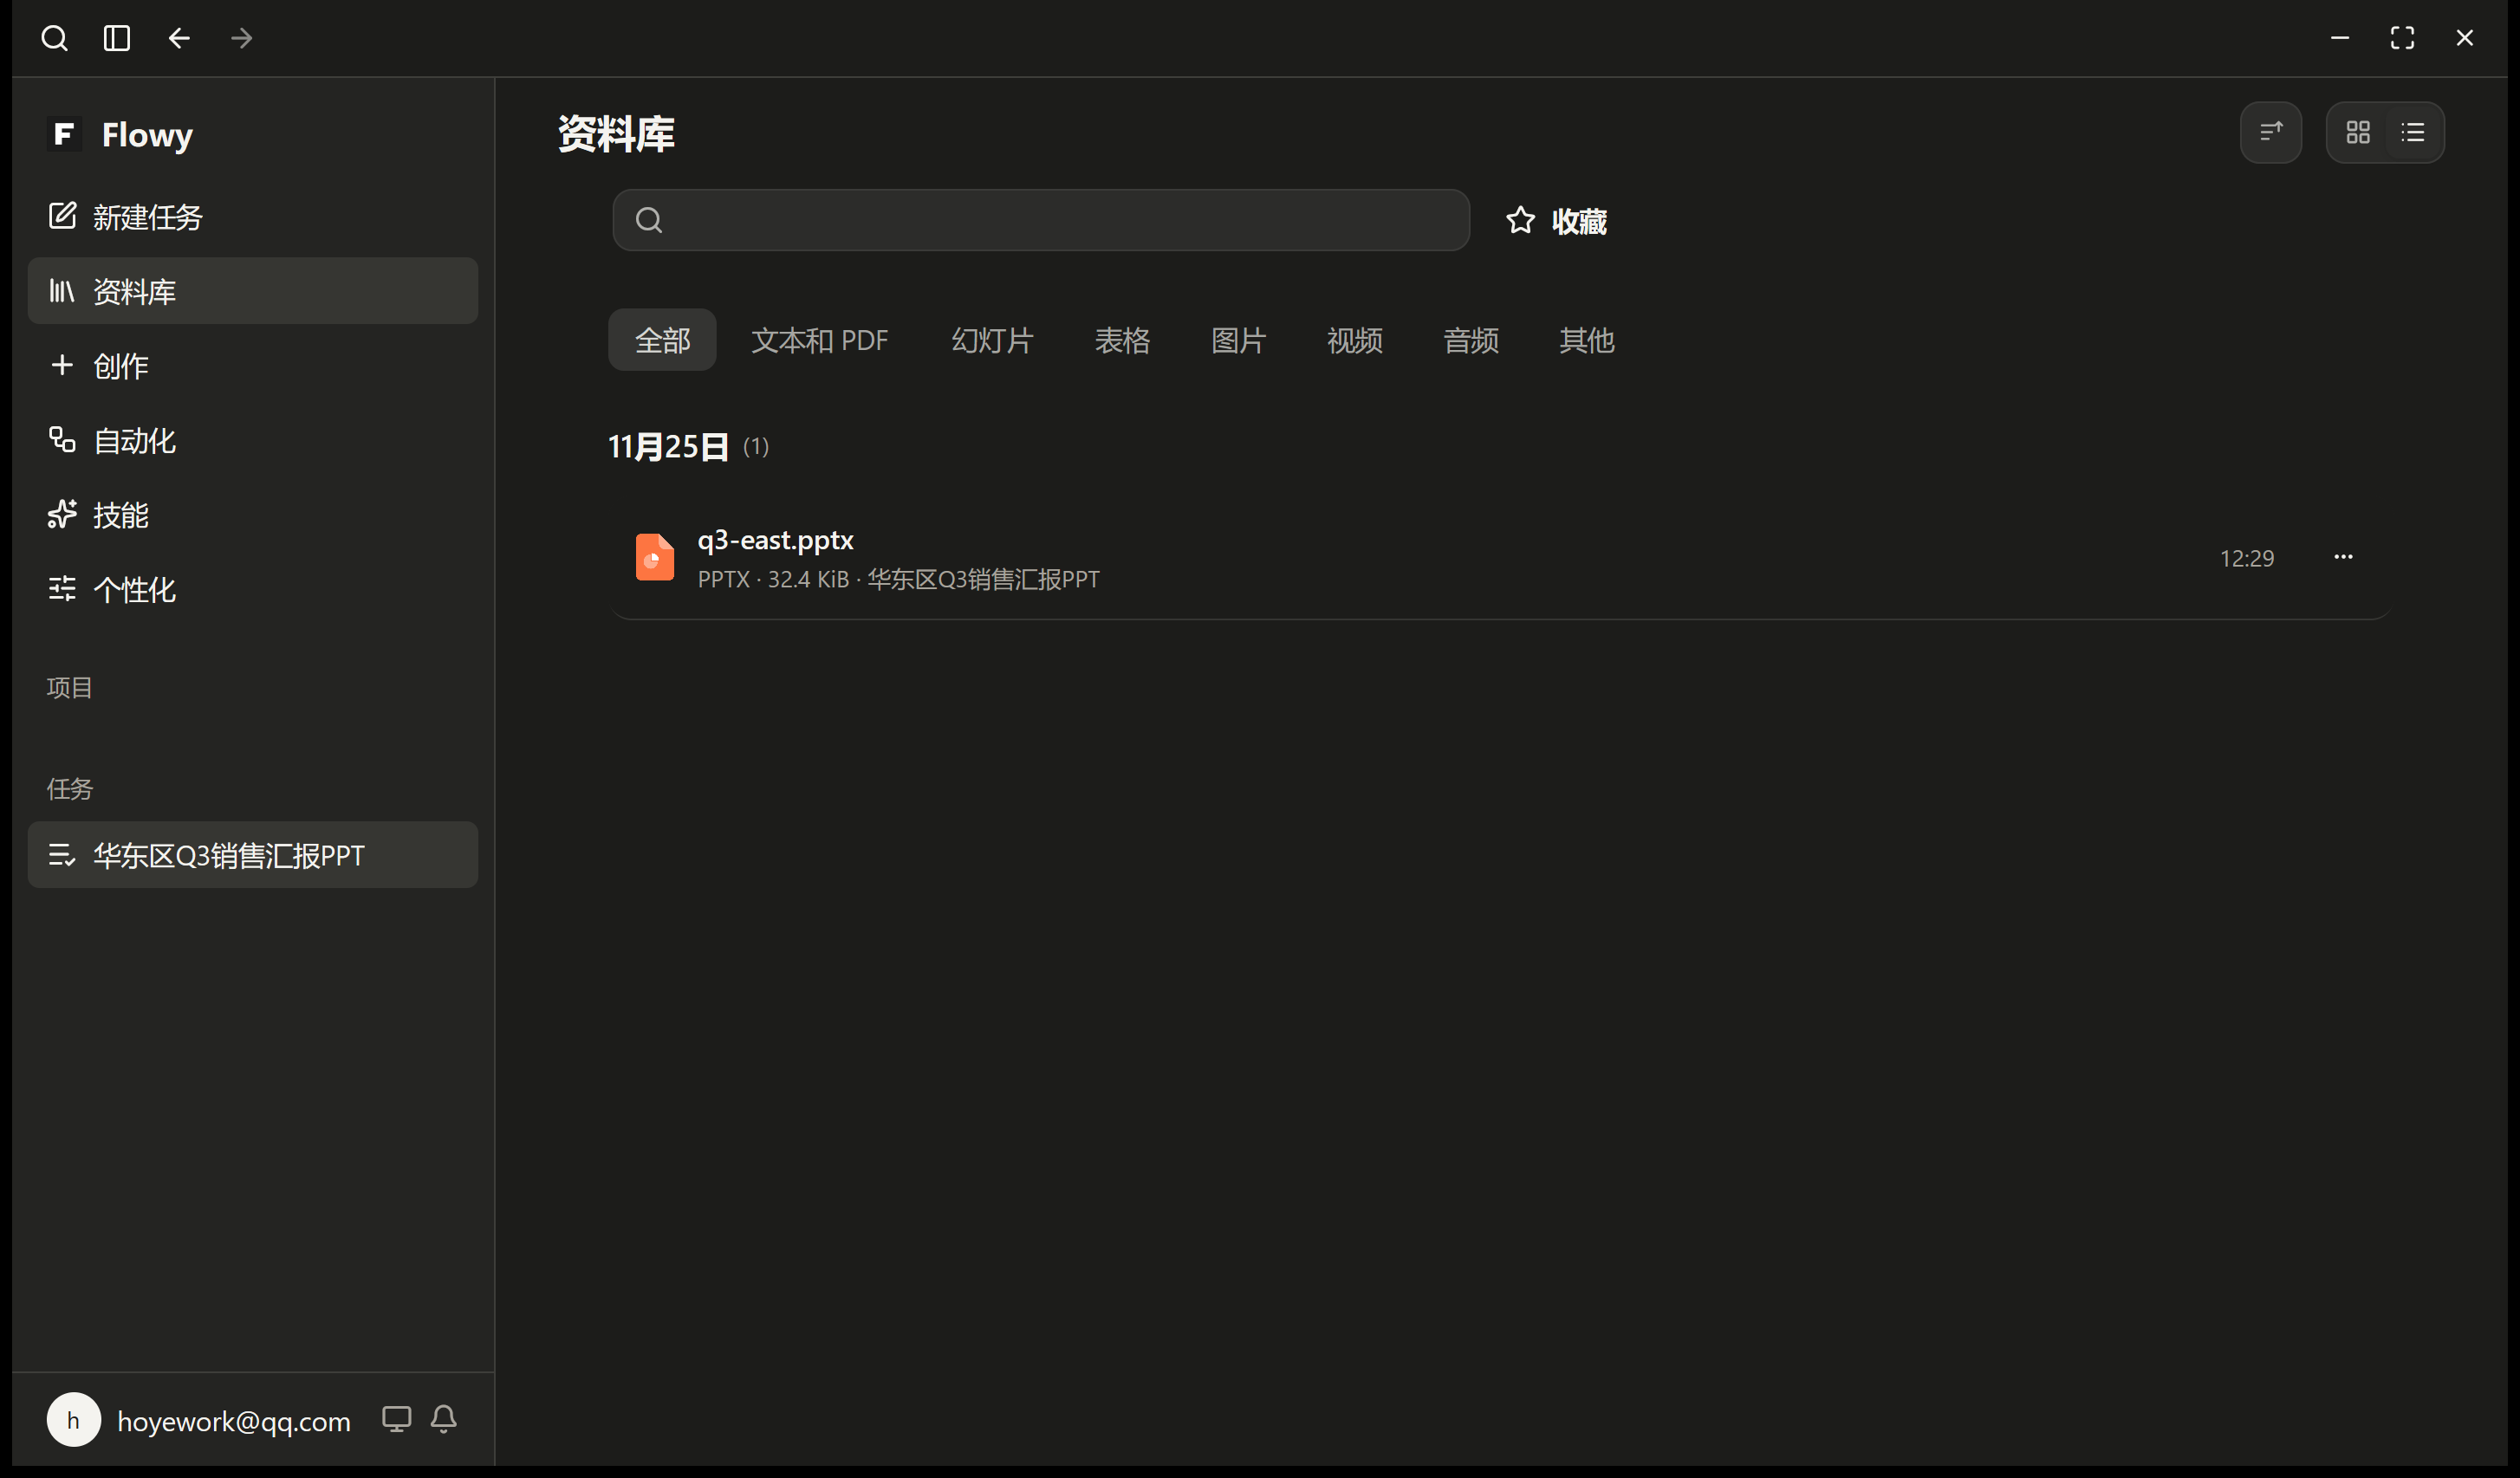 Flowy
新建任务
资料库
创作
自动化
技能
个性化
项目
任务
华东区Q3销售汇报PPT
h
hoyework@qq.com
资料库
收藏
全部
文本和 PDF
幻灯片
表格
图片
视频
音频
其他
11月25日 (1)
q3-east.pptx
PPTX · 32.4 KiB · 华东区Q3销售汇报PPT
12:29